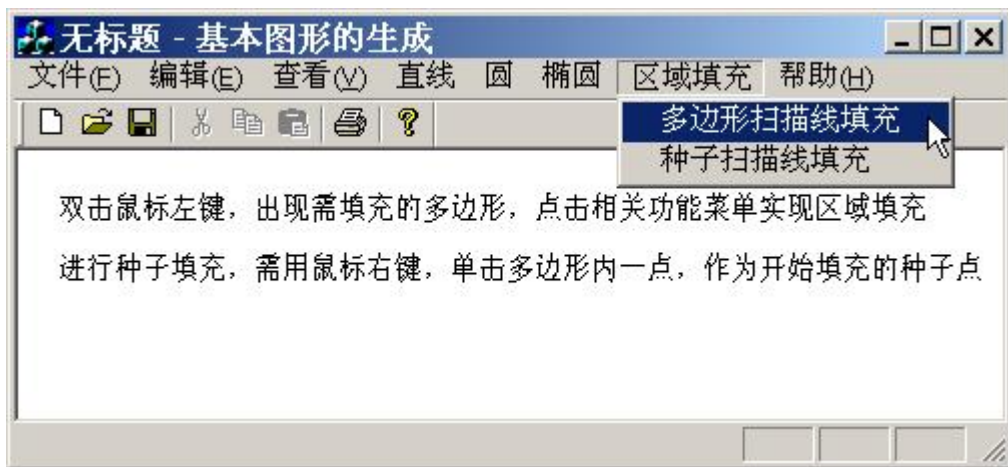 无标题 - 基本图形的生成
文件(F) 编辑(E) 查看(V) 直线 圆 椭圆 区域填充 帮助(H)
多边形扫描线填充
种子扫描线填充
双击鼠标左键，出现需填充的多边形，点击相关功能菜单实现区域填充
进行种子填充，需用鼠标右键，单击多边形内一点，作为开始填充的种子点